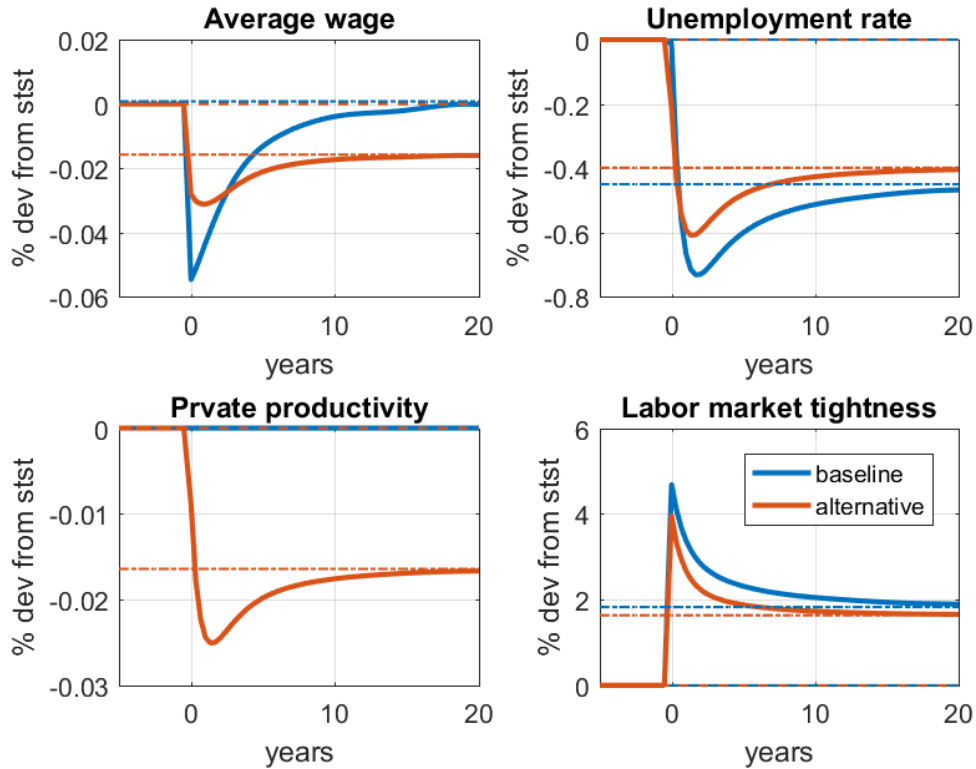 Average wage
0.02
0
-0.02
-0.04
-0.06
% dev from stst
0 10 20
years
Unemployment rate
0
-0.2
-0.4
-0.6
-0.8
% dev from stst
0 10 20
years
Prvate productivity
0
-0.01
-0.02
-0.03
% dev from stst
0 10 20
years
Labor market tightness
6
4
2
0
% dev from stst
baseline
alternative
0 10 20
years